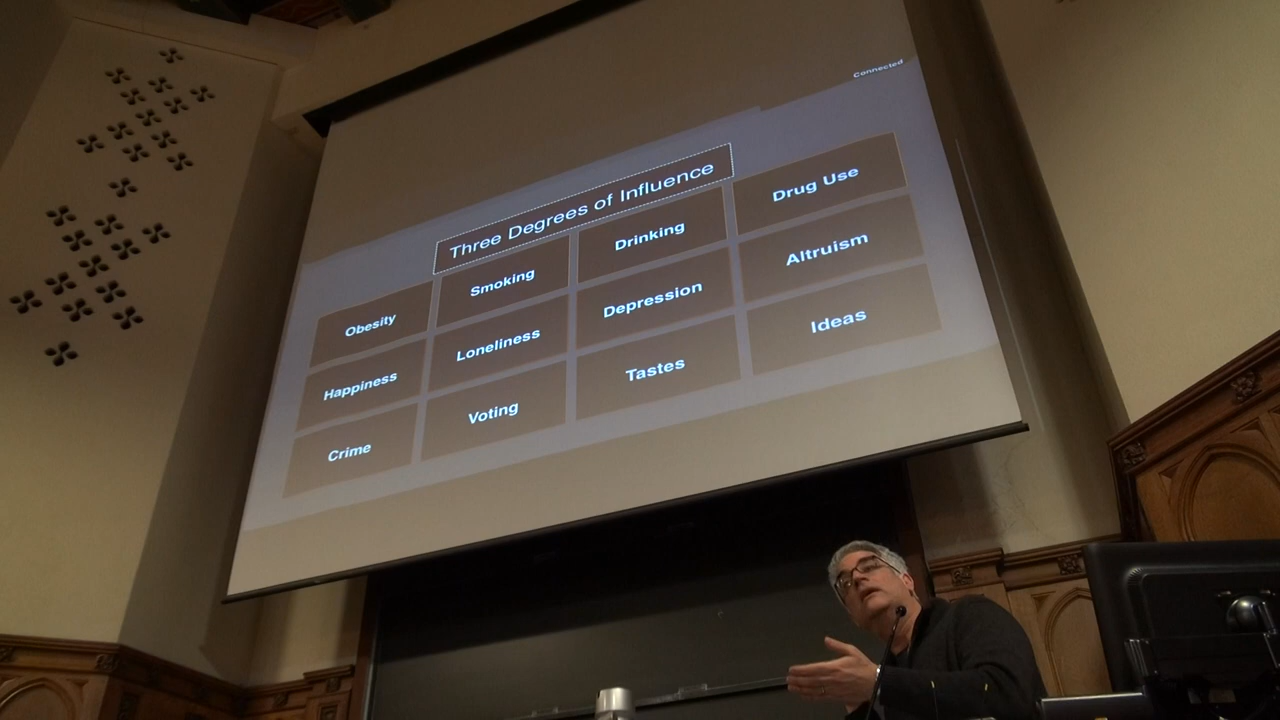 Connected
Three Degrees of Influence
Obesity Smoking Drinking Drug Use
Happiness Loneliness Depression Altruism
Crime Voting Tastes Ideas